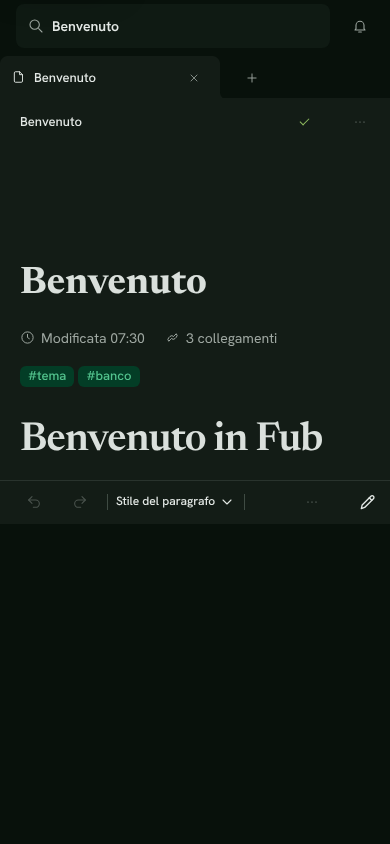 Benvenuto
Benvenuto
Benvenuto
Benvenuto
Modificata 07:30 3 collegamenti
#tema #banco
Benvenuto in Fub
Stile del paragrafo